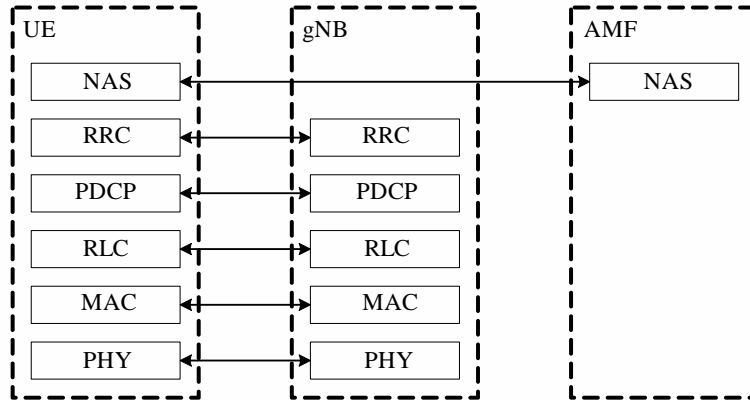 UE gNB AMF
NAS NAS
RRC RRC
PDCP PDCP
RLC RLC
MAC MAC
PHY PHY